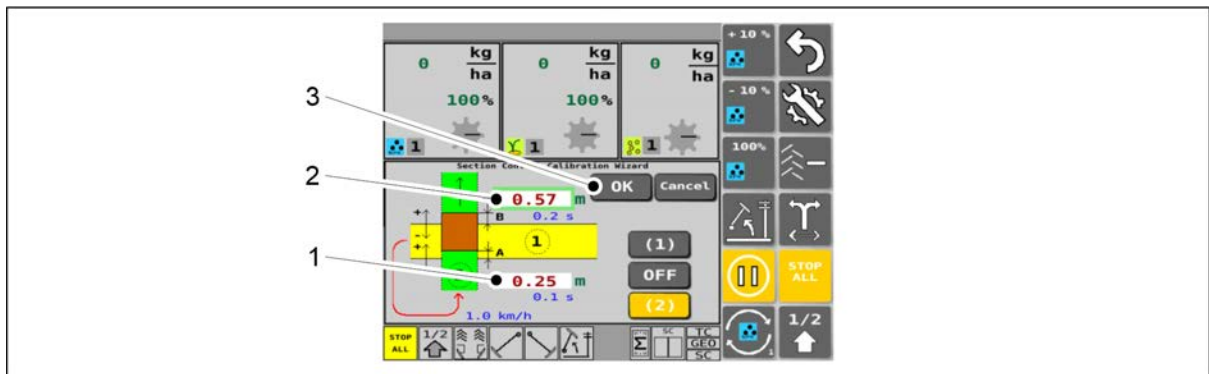 + 10 %
0 kg/ha 0 kg/ha 0 kg/ha
100% 100%
1 1 1
- 10 %
100%
3
2
1
Section Control Calibration Wizard
OK Cancel
0.57 m
0.2 s
+
-
+
B
A
1
(1)
OFF
(2)
0.25 m
0.1 s
1.0 km/h
STOP ALL
1/2
1
STOP ALL 1/2
Σ SC TC
GEO
SC